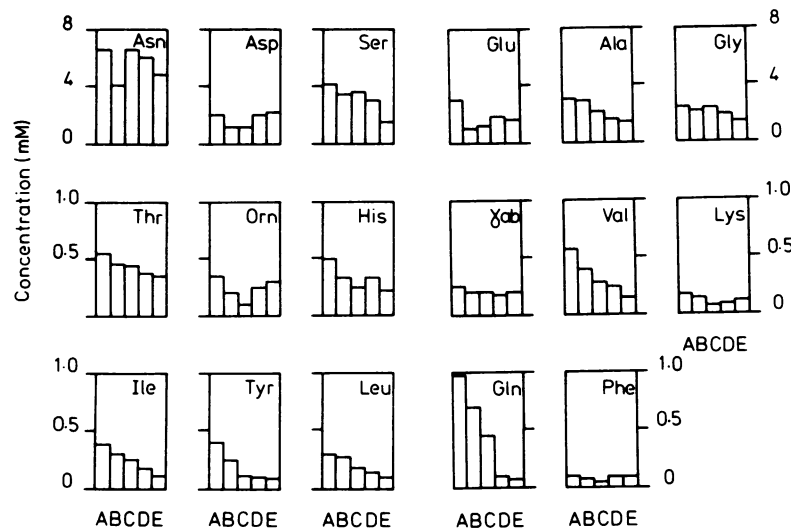 Concentration (mM)
8 Asn Asp Ser Glu Ala Gly 8
4 4
0 0
1.0 Thr Orn His γab Val Lys 1.0
0.5 0.5
0 0
ABCDE
1.0 Ile Tyr Leu Gln Phe 1.0
0.5 0.5
0 0
ABCDE ABCDE ABCDE ABCDE ABCDE